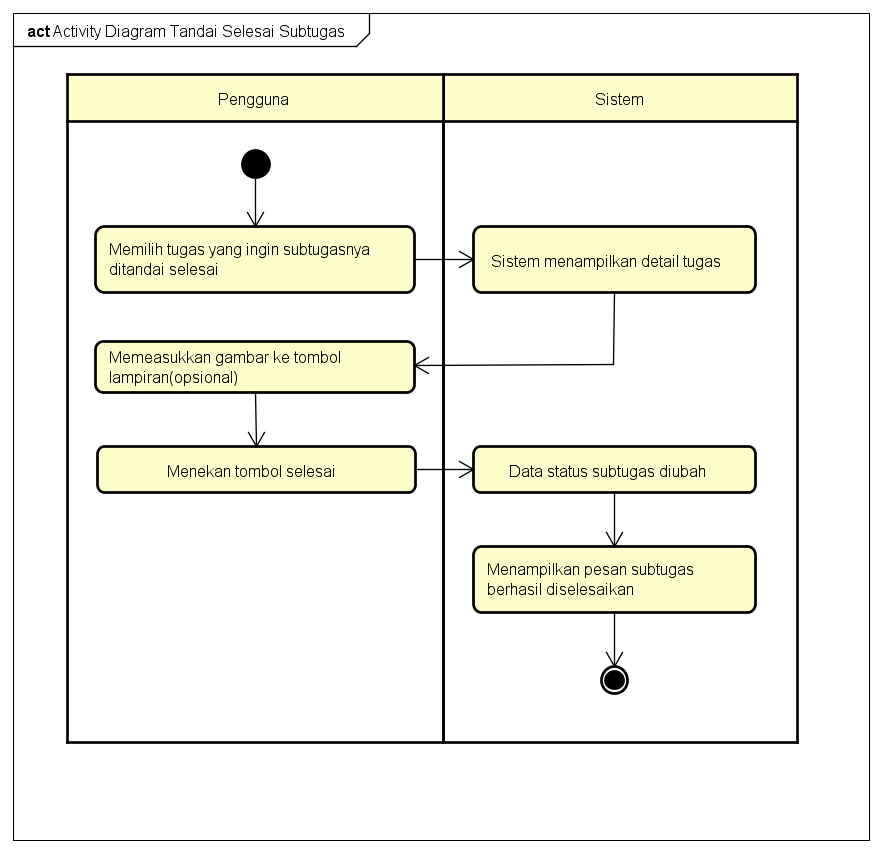 act Activity Diagram Tandai Selesai Subtugas
Pengguna
Sistem
Memilih tugas yang ingin subtugasnya
ditandai selesai
Sistem menampilkan detail tugas
Memeasukkan gambar ke tombol
lampiran(opsional)
Menekan tombol selesai
Data status subtugas diubah
Menampilkan pesan subtugas
berhasil diselesaikan